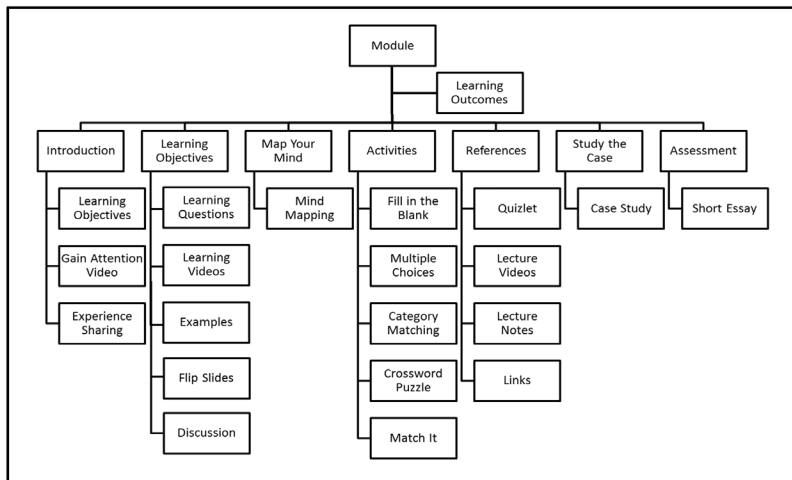 Module
Learning
Outcomes
Introduction
Learning
Objectives
Map Your
Mind
Activities
References
Study the
Case
Assessment
Learning
Objectives
Gain Attention
Video
Experience
Sharing
Learning
Questions
Learning
Videos
Examples
Flip Slides
Discussion
Mind
Mapping
Fill in the
Blank
Multiple
Choices
Category
Matching
Crossword
Puzzle
Match It
Quizlet
Lecture
Videos
Lecture
Notes
Links
Case Study
Short Essay